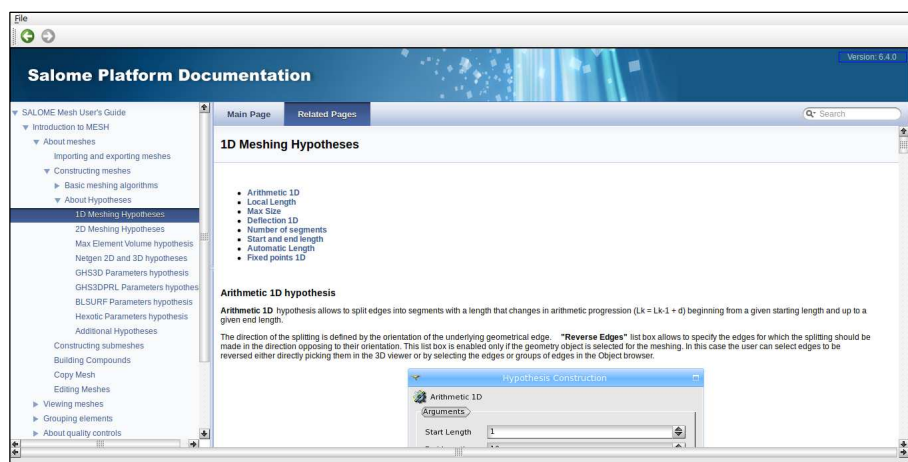 File
Salome Platform Documentation
Version: 6.4.0
SALOME Mesh User's Guide
Introduction to MESH
About meshes
Importing and exporting meshes
Constructing meshes
Basic meshing algorithms
About Hypotheses
1D Meshing Hypotheses
2D Meshing Hypotheses
Max Element Volume hypothesis
Netgen 2D and 3D hypotheses
GHS3D Parameters hypothesis
GHS3DPRL Parameters hypothes
BLSURF Parameters hypothesis
Hexotic Parameters hypothesis
Additional Hypotheses
Constructing submeshes
Building Compounds
Copy Mesh
Editing Meshes
Viewing meshes
Grouping elements
About quality controls
Main Page
Related Pages
Search
1D Meshing Hypotheses
Arithmetic 1D
Local Length
Max Size
Deflection 1D
Number of segments
Start and end length
Automatic Length
Fixed points 1D
Arithmetic 1D hypothesis
Arithmetic 1D hypothesis allows to split edges into segments with a length that changes in arithmetic progression (Lk = Lk-1 + d) beginning from a given starting length and up to a
given end length.
The direction of the splitting is defined by the orientation of the underlying geometrical edge. "Reverse Edges" list box allows to specify the edges for which the splitting should be
made in the direction opposing to their orientation. This list box is enabled only if the geometry object is selected for the meshing. In this case the user can select edges to be
reversed either directly picking them in the 3D viewer or by selecting the edges or groups of edges in the Object browser.
Hypothesis Construction
Arithmetic 1D
Arguments
Start Length
1